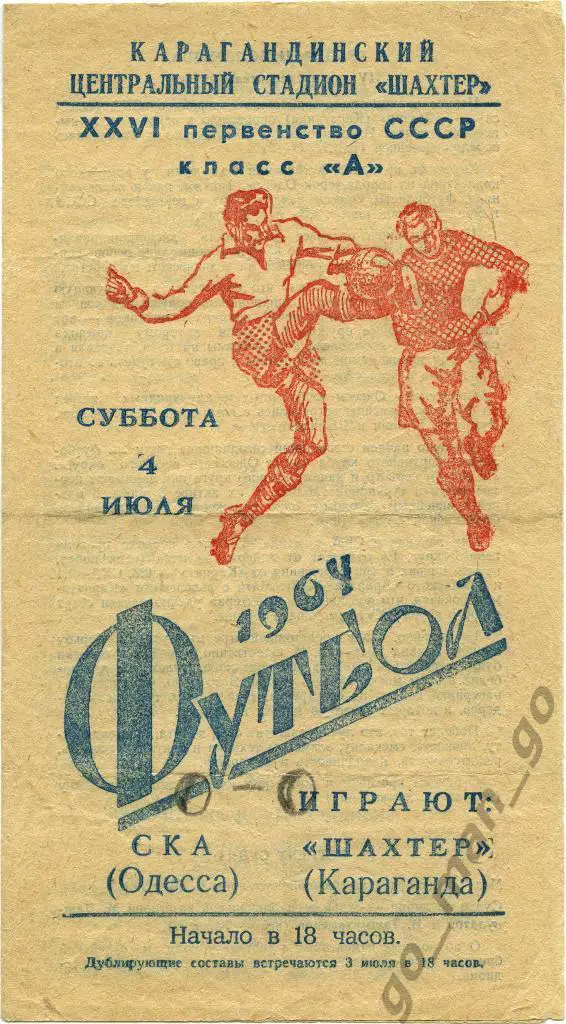 КАРАГАНДИНСКИЙ
ЦЕНТРАЛЬНЫЙ СТАДИОН «ШАХТЕР»
XXVI первенство СССР
класс «А»
СУББОТА
4
ИЮЛЯ
1964
ФУТБОЛ
0 – 0
ИГРАЮТ:
СКА «ШАХТЕР»
(Одесса) (Караганда)
Начало в 18 часов.
Дублирующие составы встречаются 3 июля в 18 часов.
go_man_go